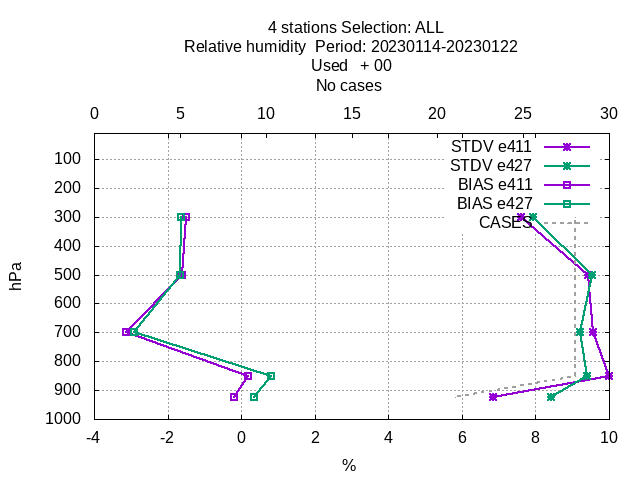 4 stations Selection: ALL
Relative humidity  Period: 20230114-20230122
Used   + 00
No cases
0 5 10 15 20 25 30
STDV e411
STDV e427
BIAS e411
BIAS e427
CASES
100
200
300
400
500
600
700
800
900
1000
hPa
-4 -2 0 2 4 6 8 10
%